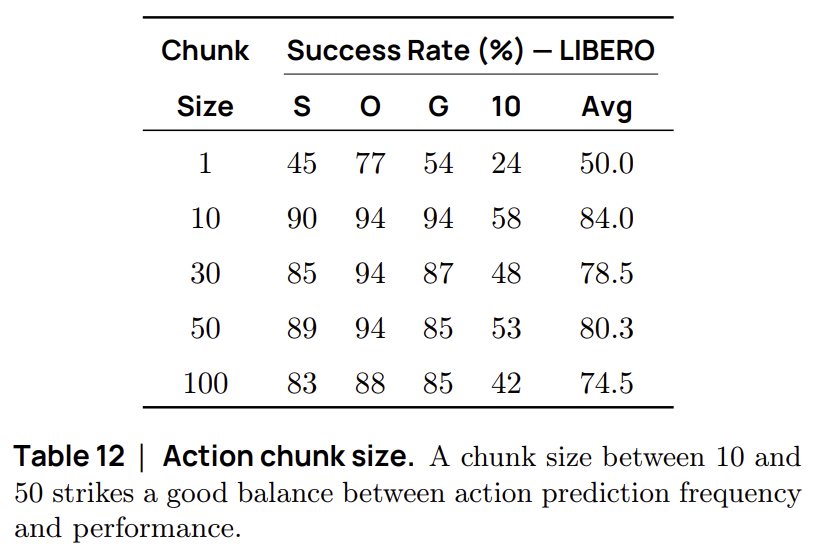 Chunk Success Rate (%) – LIBERO
Size S O G 10 Avg
1 45 77 54 24 50.0
10 90 94 94 58 84.0
30 85 94 87 48 78.5
50 89 94 85 53 80.3
100 83 88 85 42 74.5
Table 12 | Action chunk size. A chunk size between 10 and
50 strikes a good balance between action prediction frequency
and performance.